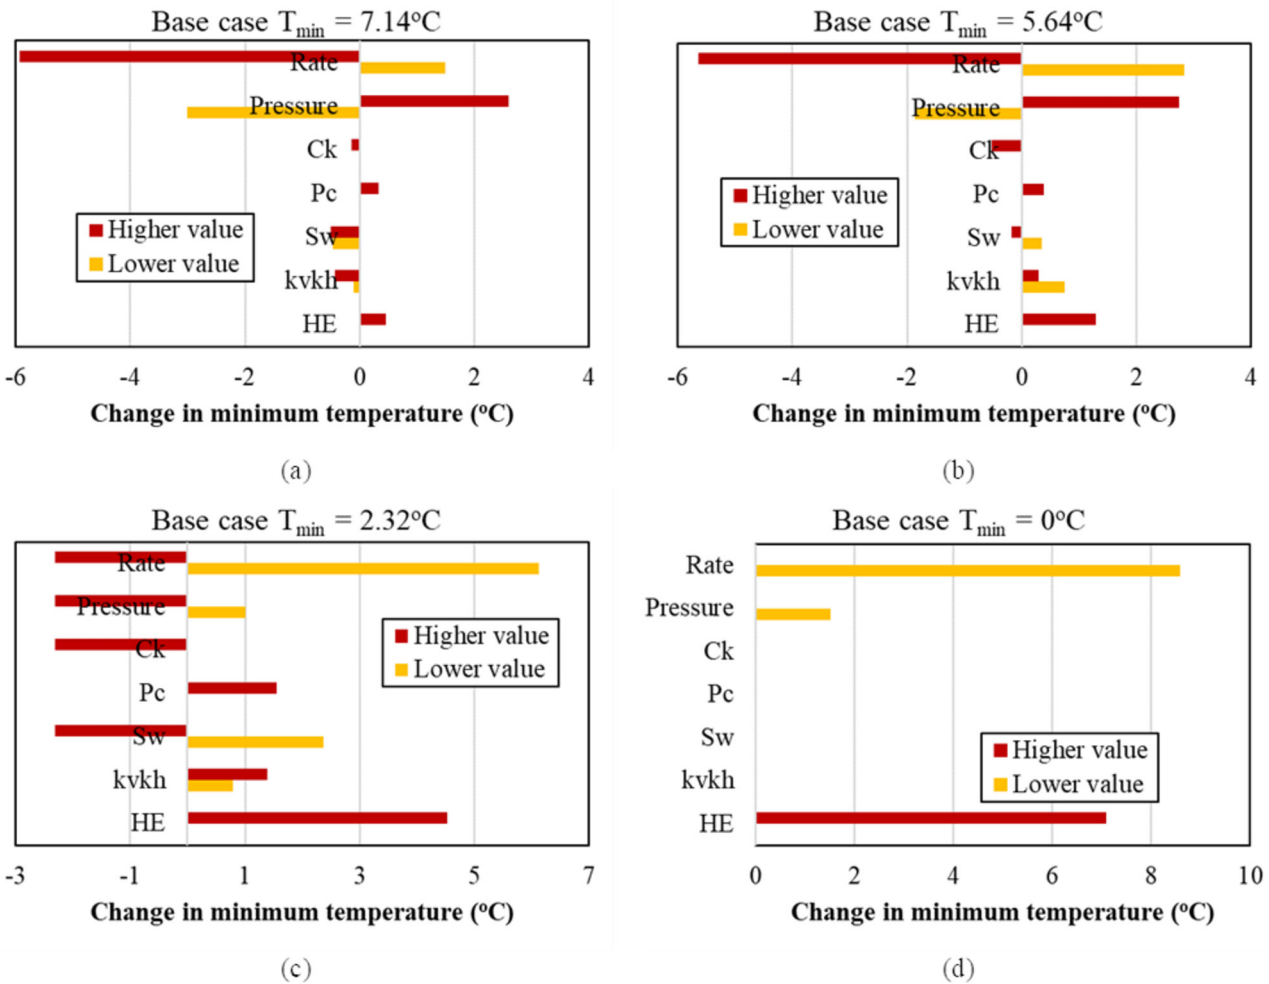 Base case Tmin = 7.14°C
Rate
Pressure
Ck
Pc
Sw
kvkh
HE
Higher value
Lower value
-6 -4 -2 0 2 4
Change in minimum temperature (°C)
(a)
Base case Tmin = 5.64°C
Rate
Pressure
Ck
Pc
Sw
kvkh
HE
Higher value
Lower value
-6 -4 -2 0 2 4
Change in minimum temperature (°C)
(b)
Base case Tmin = 2.32°C
Rate
Pressure
Ck
Pc
Sw
kvkh
HE
Higher value
Lower value
-3 -1 1 3 5 7
Change in minimum temperature (°C)
(c)
Base case Tmin = 0°C
Rate
Pressure
Ck
Pc
Sw
kvkh
HE
Higher value
Lower value
0 2 4 6 8 10
Change in minimum temperature (°C)
(d)